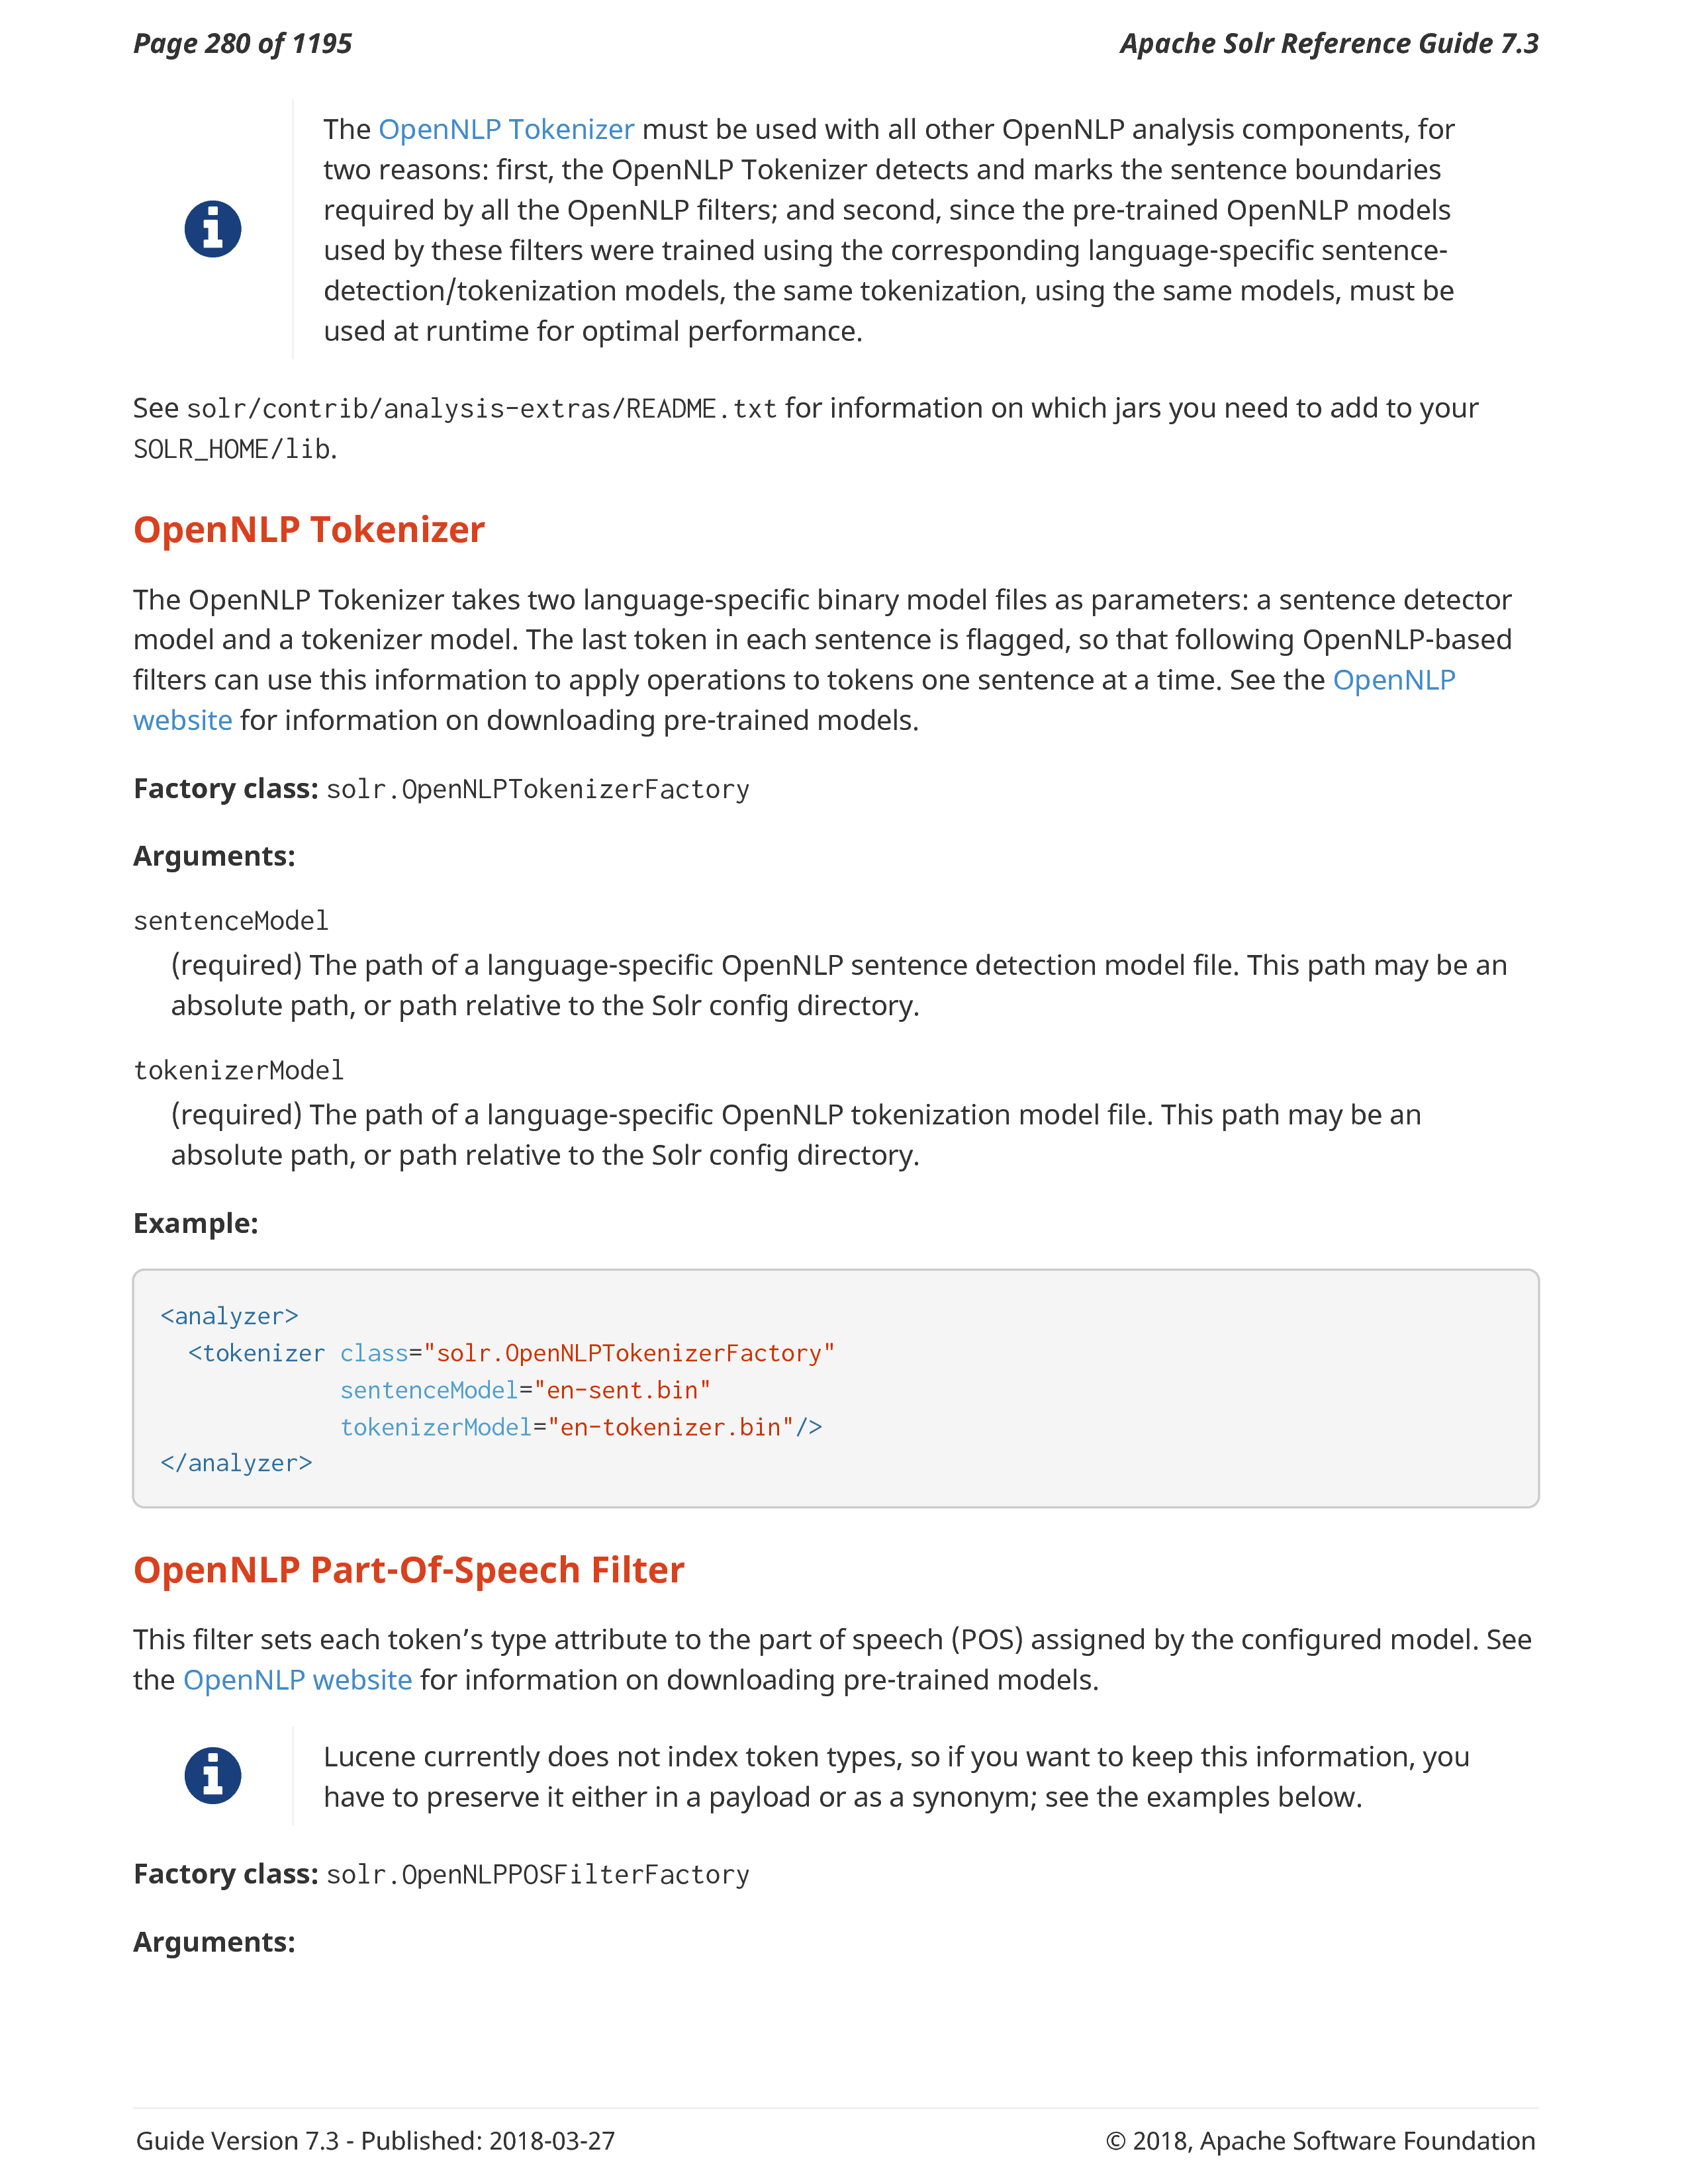 Page 280 of 1195
Apache Solr Reference Guide 7.3
The OpenNLP Tokenizer must be used with all other OpenNLP analysis components, for
two reasons: first, the OpenNLP Tokenizer detects and marks the sentence boundaries
required by all the OpenNLP filters; and second, since the pre-trained OpenNLP models
used by these filters were trained using the corresponding language-specific sentence-
detection/tokenization models, the same tokenization, using the same models, must be
used at runtime for optimal performance.
See solr/contrib/analysis-extras/README.txt for information on which jars you need to add to your
SOLR_HOME/lib.
OpenNLP Tokenizer
The OpenNLP Tokenizer takes two language-specific binary model files as parameters: a sentence detector
model and a tokenizer model. The last token in each sentence is flagged, so that following OpenNLP-based
filters can use this information to apply operations to tokens one sentence at a time. See the OpenNLP
website for information on downloading pre-trained models.
Factory class: solr.OpenNLPTokenizerFactory
Arguments:
sentenceModel
(required) The path of a language-specific OpenNLP sentence detection model file. This path may be an
absolute path, or path relative to the Solr config directory.
tokenizerModel
(required) The path of a language-specific OpenNLP tokenization model file. This path may be an
absolute path, or path relative to the Solr config directory.
Example:
<analyzer>
  <tokenizer class="solr.OpenNLPTokenizerFactory"
             sentenceModel="en-sent.bin"
             tokenizerModel="en-tokenizer.bin"/>
</analyzer>
OpenNLP Part-Of-Speech Filter
This filter sets each token’s type attribute to the part of speech (POS) assigned by the configured model. See
the OpenNLP website for information on downloading pre-trained models.
Lucene currently does not index token types, so if you want to keep this information, you
have to preserve it either in a payload or as a synonym; see the examples below.
Factory class: solr.OpenNLPPOSFilterFactory
Arguments:
Guide Version 7.3 - Published: 2018-03-27
© 2018, Apache Software Foundation